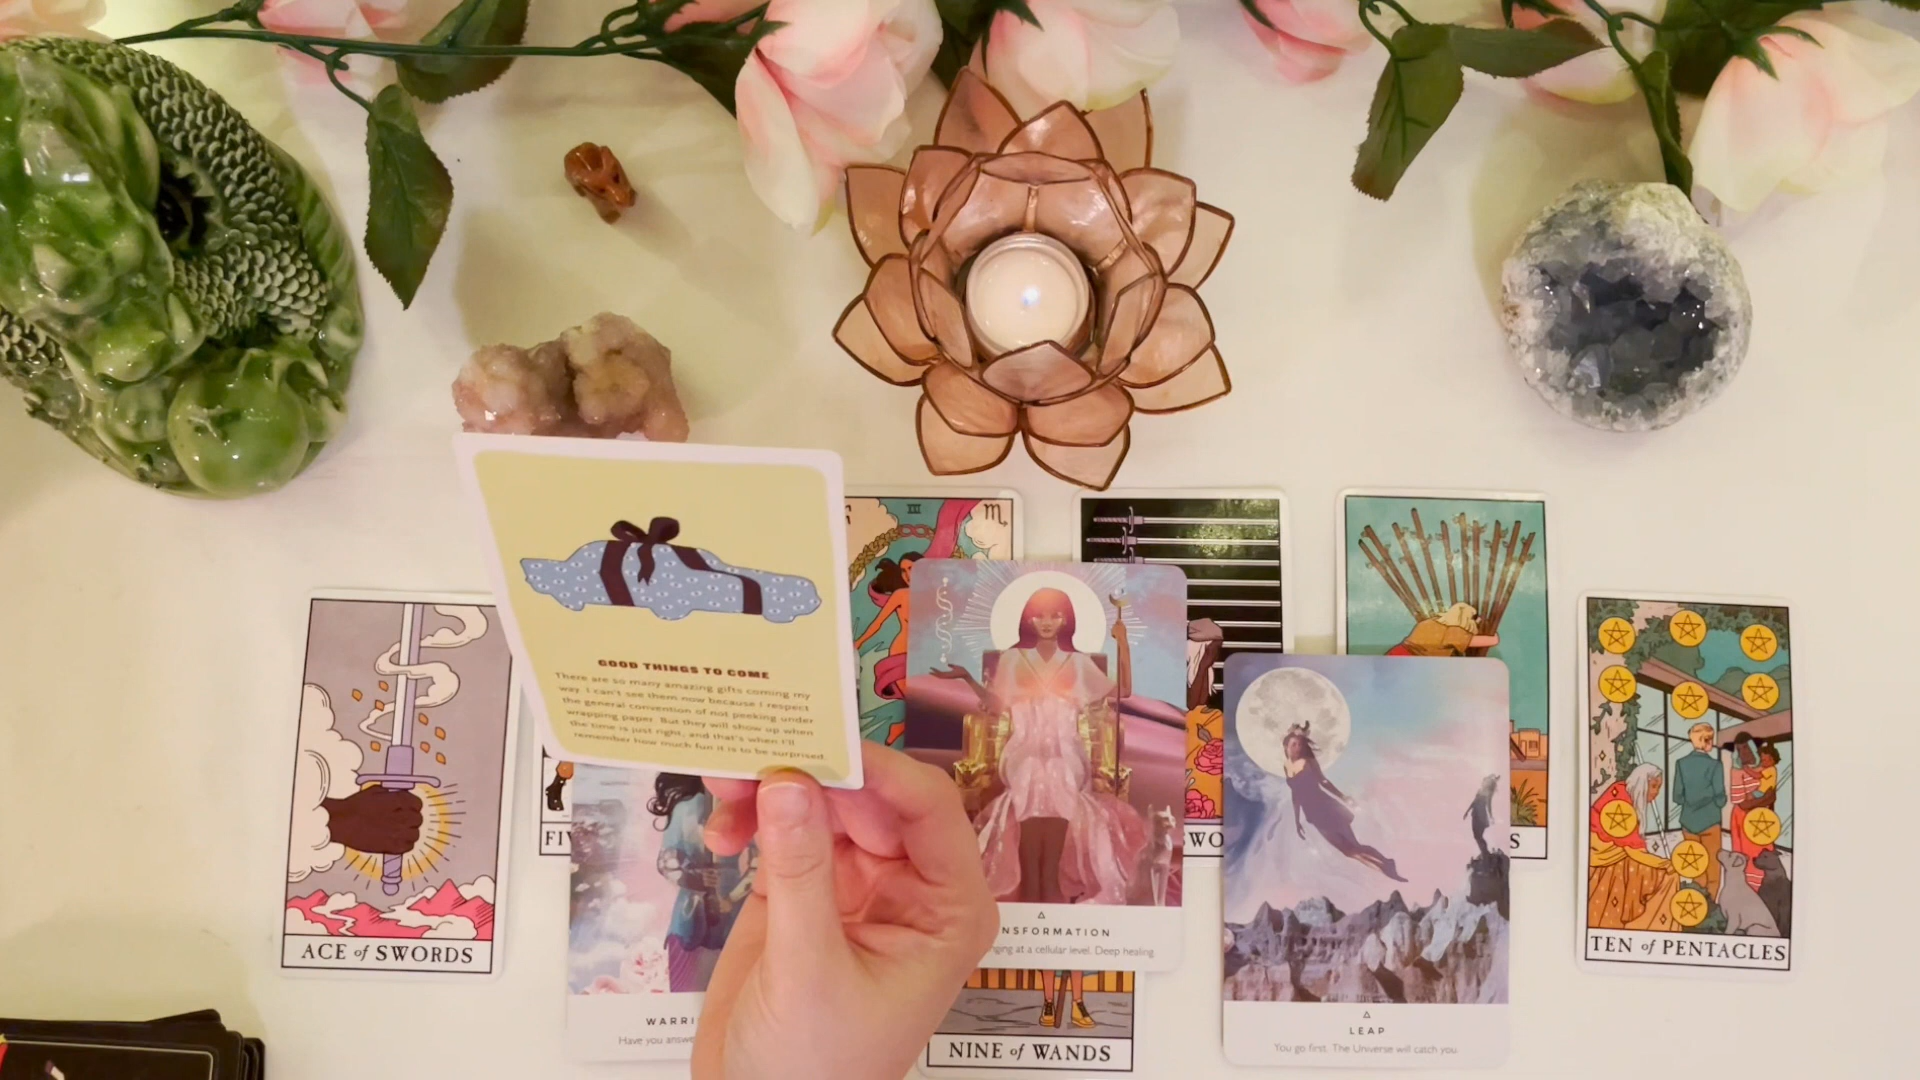 GOOD THINGS TO COME
There are so many amazing gifts coming my
way. I can't see them now because I respect
the general convention of not peeking under
wrapping paper. But they will show up when
the time is just right, and that's when I'll
remember how much fun it is to be surprised.
ACE of SWORDS
FIV
WARRI
Have you answe
NSFORMATION
nging at a cellular level. Deep healing.
NINE of WANDS
SWO
S
LEAP
You go first. The Universe will catch you.
TEN of PENTACLES